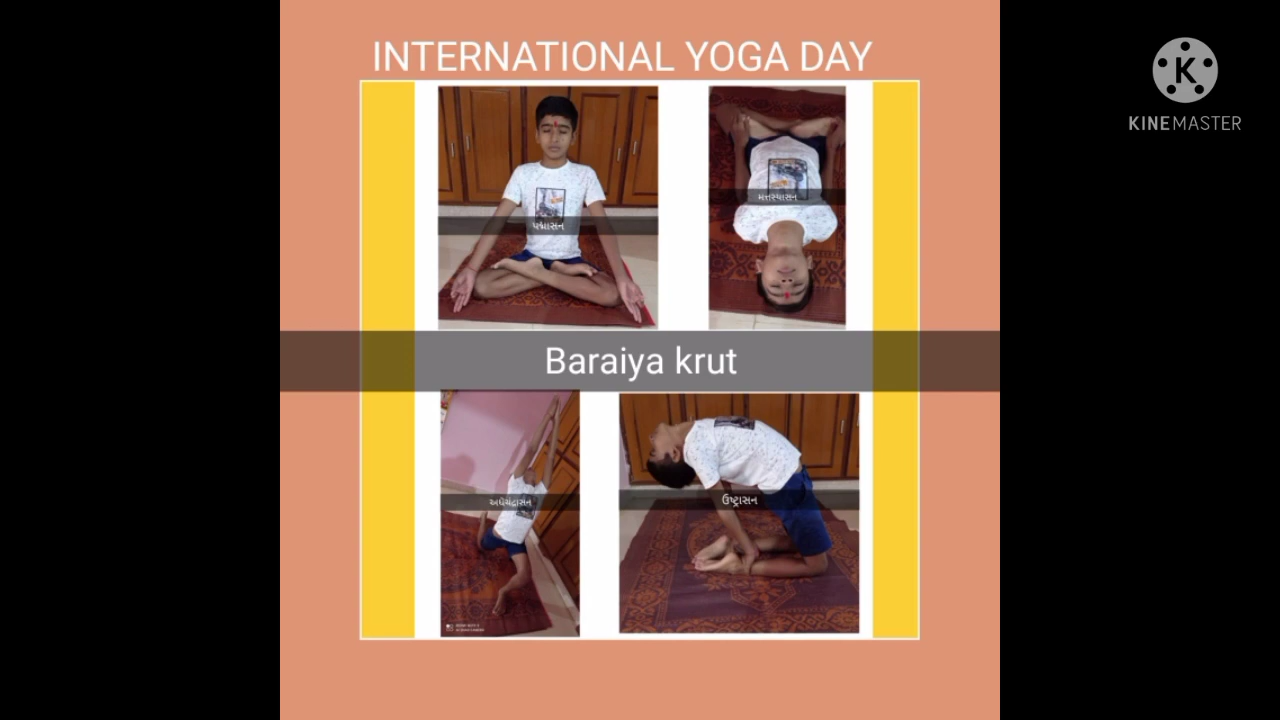 INTERNATIONAL YOGA DAY
KINEMASTER
પદ્માસન
મત્સ્યાસન
Baraiya krut
અર્ધચંદ્રાસન
ઉષ્ટ્રાસન